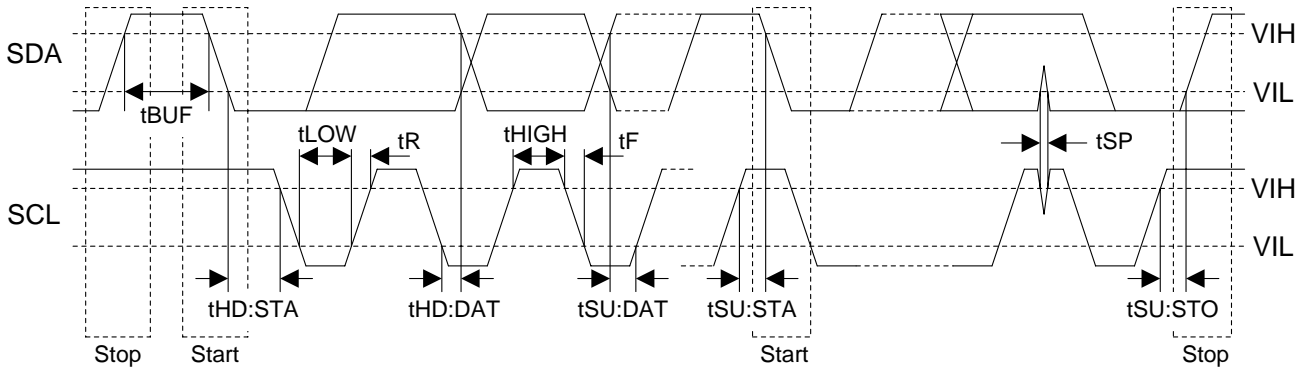 SDA
VIH
VIL
tBUF
tLOW
tR
tHIGH
tF
tSP
SCL
VIH
VIL
tHD:STA
tHD:DAT
tSU:DAT
tSU:STA
tSU:STO
Stop
Start
Start
Stop